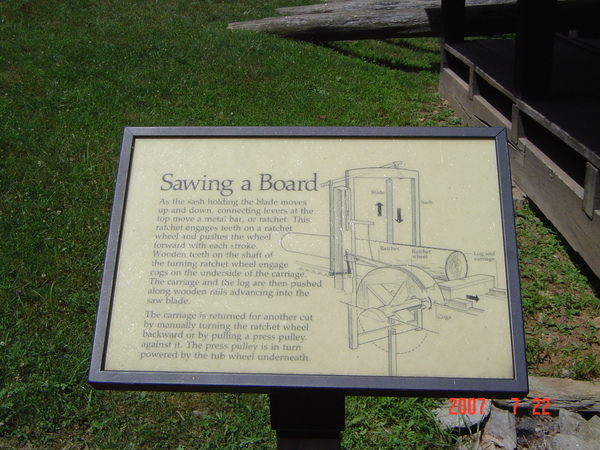 Sawing a Board
As the sash holding the blade moves
up and down, connecting levers at the
top move a metal bar, or ratchet. This
ratchet engages teeth on a ratchet
wheel and pushes the wheel
forward with each stroke.
Wooden teeth on the shaft of
the turning ratchet wheel engage
cogs on the underside of the carriage.
The carriage and the log are then pushed
along wooden rails advancing into the
saw blade.
The carriage is returned for another cut
by manually turning the ratchet wheel
backward or by pulling a press pulley
against it. The press pulley is in turn
powered by the tub wheel underneath.
Blade
Sash
Ratchet
Ratchet
wheel
Log and
carriage
Cogs
2007 7 22